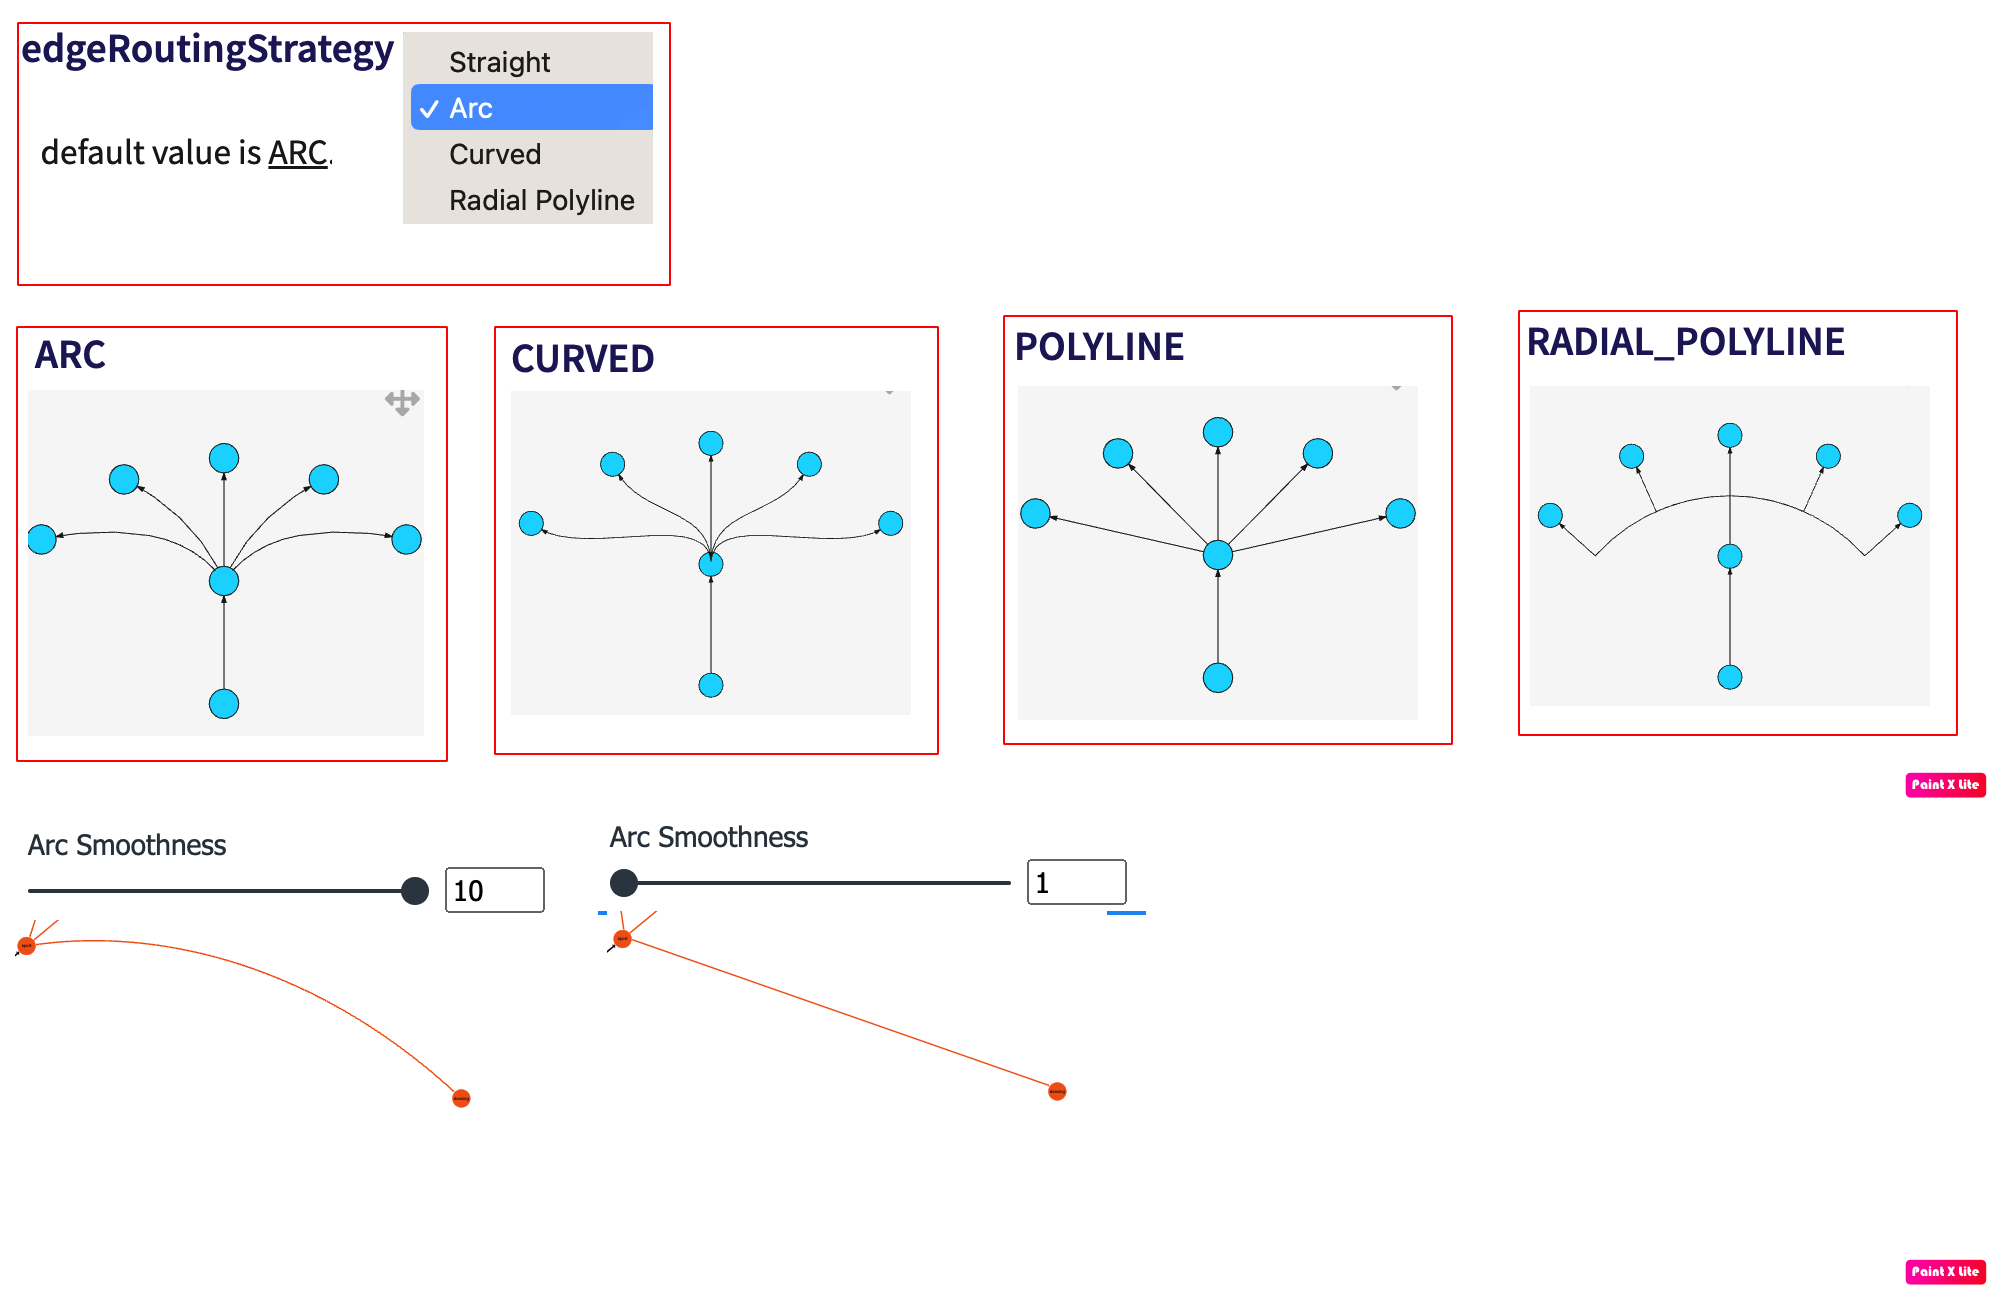 edgeRoutingStrategy
Straight
Arc
default value is ARC.
Curved
Radial Polyline
ARC
CURVED
POLYLINE
RADIAL_POLYLINE
Paint X Lite
Arc Smoothness
10
Arc Smoothness
1
Paint X Lite